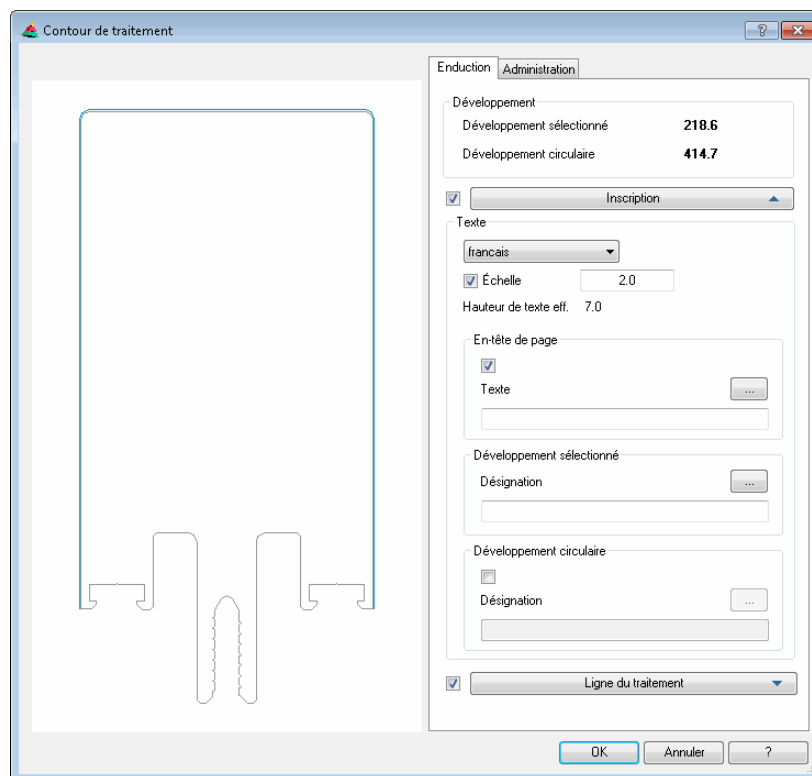 Contour de traitement
?
Enduction
Administration
Développement
Développement sélectionné 218.6
Développement circulaire 414.7
Inscription
Texte
francais
Échelle 2.0
Hauteur de texte eff. 7.0
En-tête de page
Texte ...
Développement sélectionné
Désignation ...
Développement circulaire
Désignation ...
Ligne du traitement
OK Annuler ?